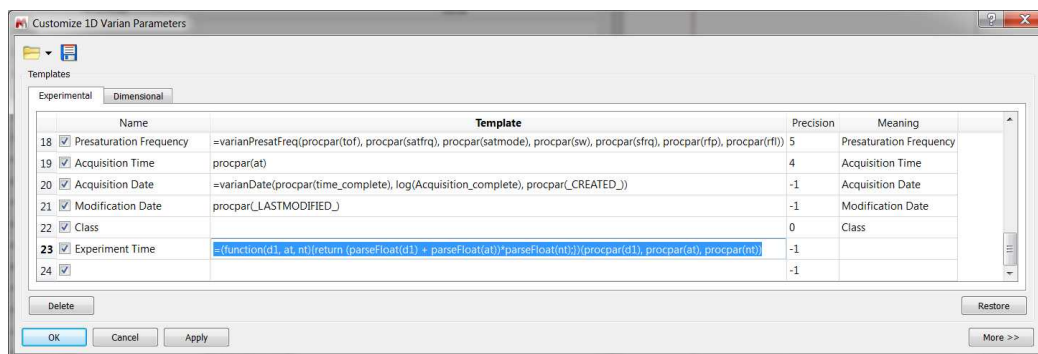 Customize 1D Varian Parameters
Templates
Experimental Dimensional
Name Template Precision Meaning
18 Presaturation Frequency =varianPresatFreq(procpar(tof), procpar(satfrq), procpar(satmode), procpar(sw), procpar(sfrq), procpar(rfp), procpar(rfl)) 5 Presaturation Frequency
19 Acquisition Time procpar(at) 4 Acquisition Time
20 Acquisition Date =varianDate(procpar(time_complete), log(Acquisition_complete), procpar(_CREATED_)) -1 Acquisition Date
21 Modification Date procpar(_LASTMODIFIED_) -1 Modification Date
22 Class 0 Class
23 Experiment Time =(function(d1, at, nt){return (parseFloat(d1) + parseFloat(at))*parseFloat(nt);})(procpar(d1), procpar(at), procpar(nt)) -1
24 -1
Delete Restore
OK Cancel Apply More >>